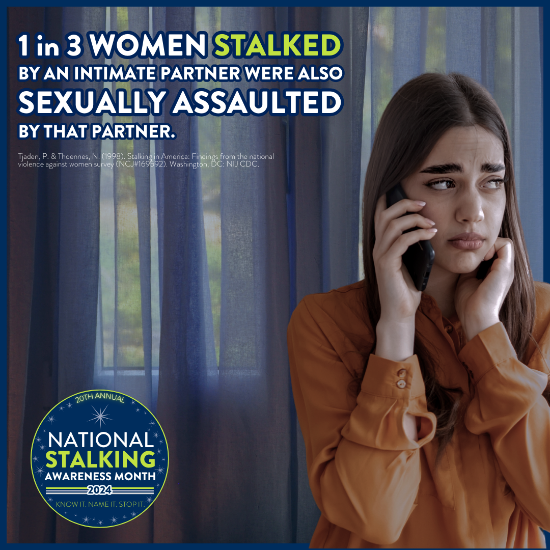 1 in 3 WOMEN STALKED
BY AN INTIMATE PARTNER WERE ALSO
SEXUALLY ASSAULTED
BY THAT PARTNER.
Tjaden, P. & Thoennes, N. (1998). Stalking in America: Findings from the national
violence against women survey (NCJ#169592). Washington, DC: NIJ CDC.
20TH ANNUAL
NATIONAL
STALKING
AWARENESS MONTH
2024
KNOW IT. NAME IT. STOP IT.